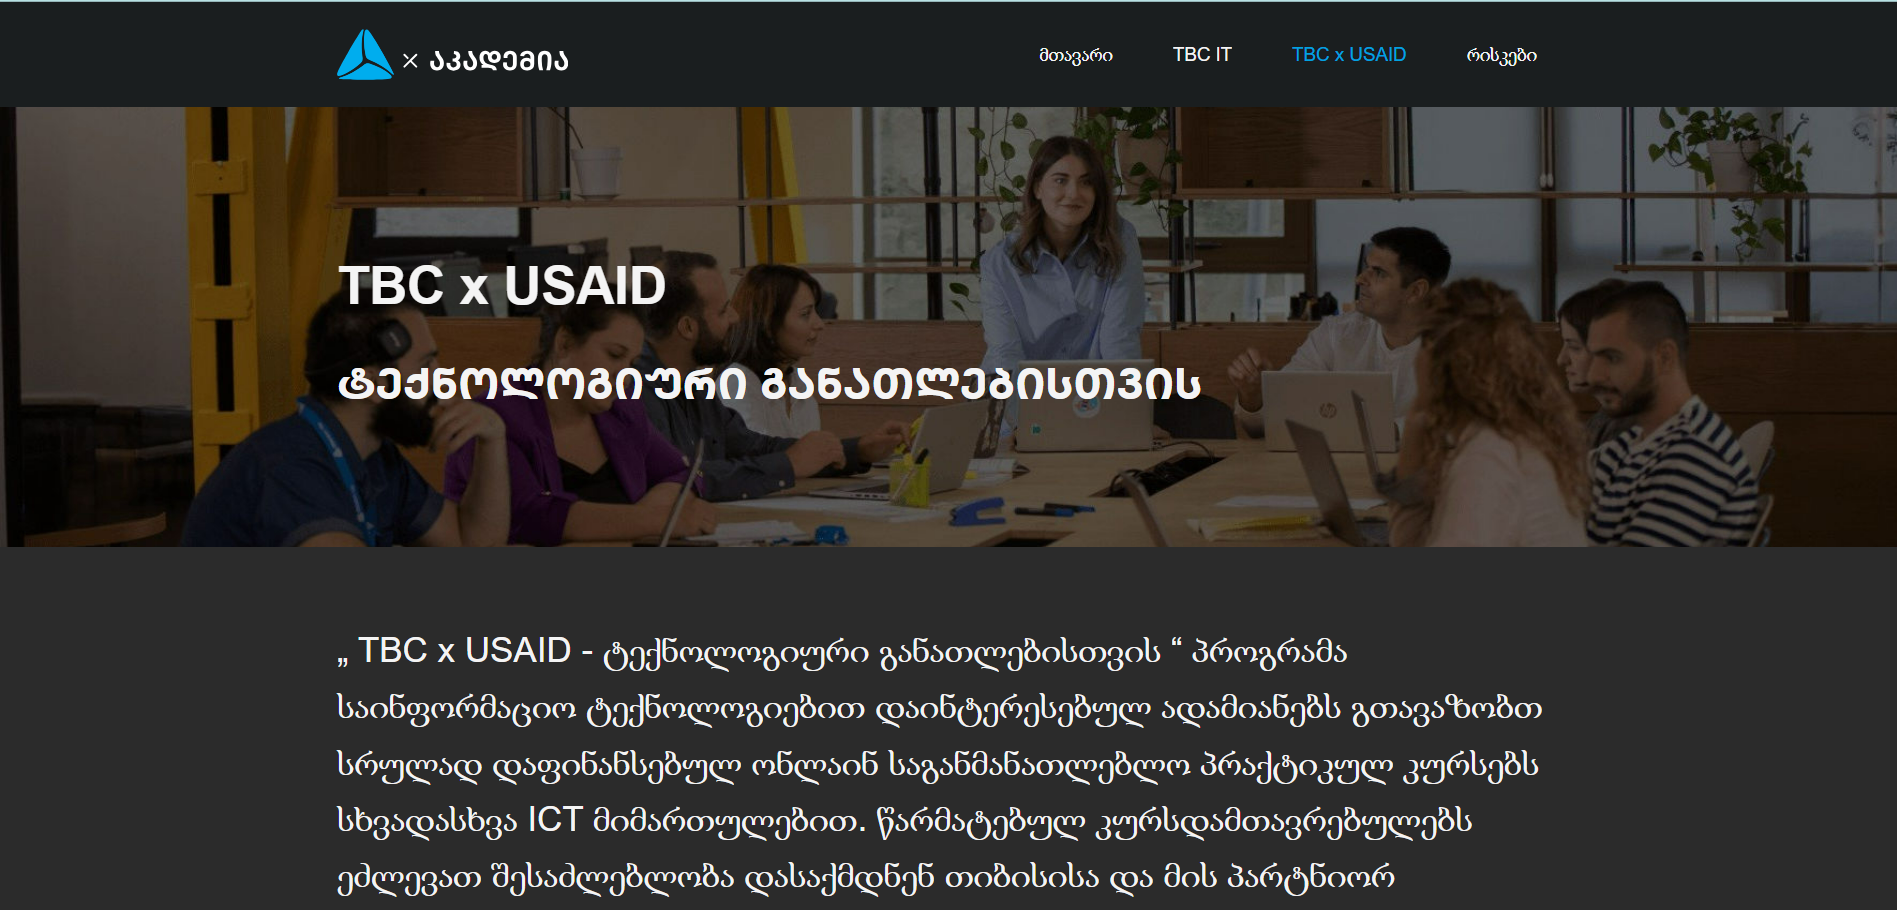 × აკადემია
მთავარი
TBC IT
TBC x USAID
რისკები
TBC x USAID
ტექნოლოგიური განათლებისთვის
„ TBC x USAID - ტექნოლოგიური განათლებისთვის “ პროგრამა
საინფორმაციო ტექნოლოგიებით დაინტერესებულ ადამიანებს გთავაზობთ
სრულად დაფინანსებულ ონლაინ საგანმანათლებლო პრაქტიკულ კურსებს
სხვადასხვა ICT მიმართულებით. წარმატებულ კურსდამთავრებულებს
ეძლევათ შესაძლებლობა დასაქმდნენ თიბისისა და მის პარტნიორ